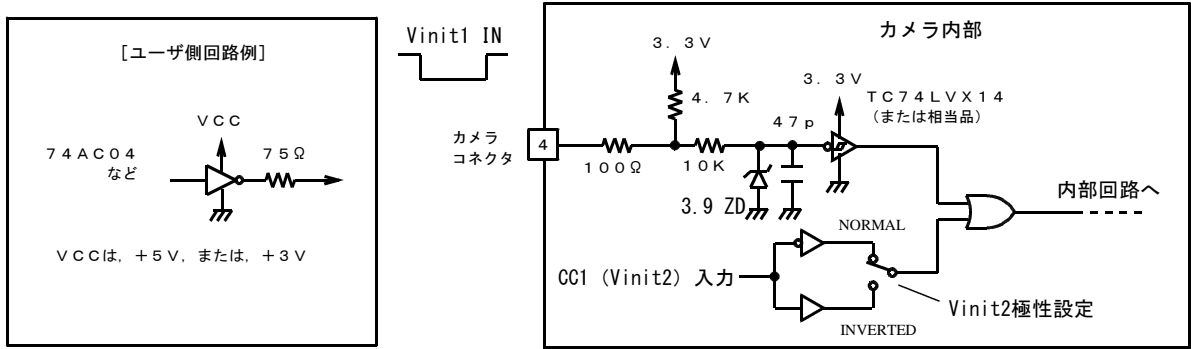 [ユーザ側回路例]
VCC
74AC04
など
75Ω
VCCは，+5V，または，+3V
Vinit1 IN
カメラ
コネクタ
4
カメラ内部
3.3V
4.7K
100Ω
10K
3.9 ZD
47p
3.3V
TC74LVX14
(または相当品)
内部回路へ
NORMAL
CC1 (Vinit2) 入力
Vinit2極性設定
INVERTED